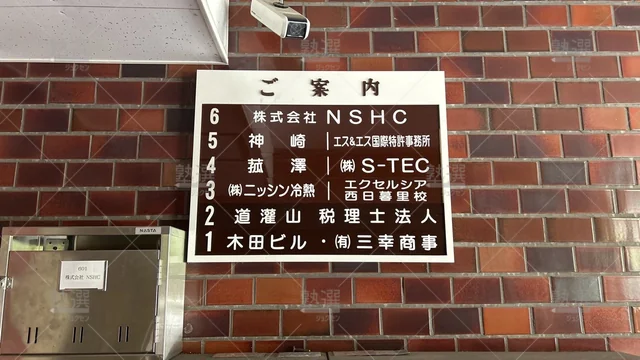 ご案内
6 株式会社 NSHC
5 神崎 | エス&エス国際特許事務所
4 菰澤 | ㈱ S-TEC
3 ㈱ニッシン冷熱 | エクセルシア
西日暮里校
2 道灌山 税理士法人
1 木田ビル・㈲三幸商事
NASTA
601
株式会社 NSHC